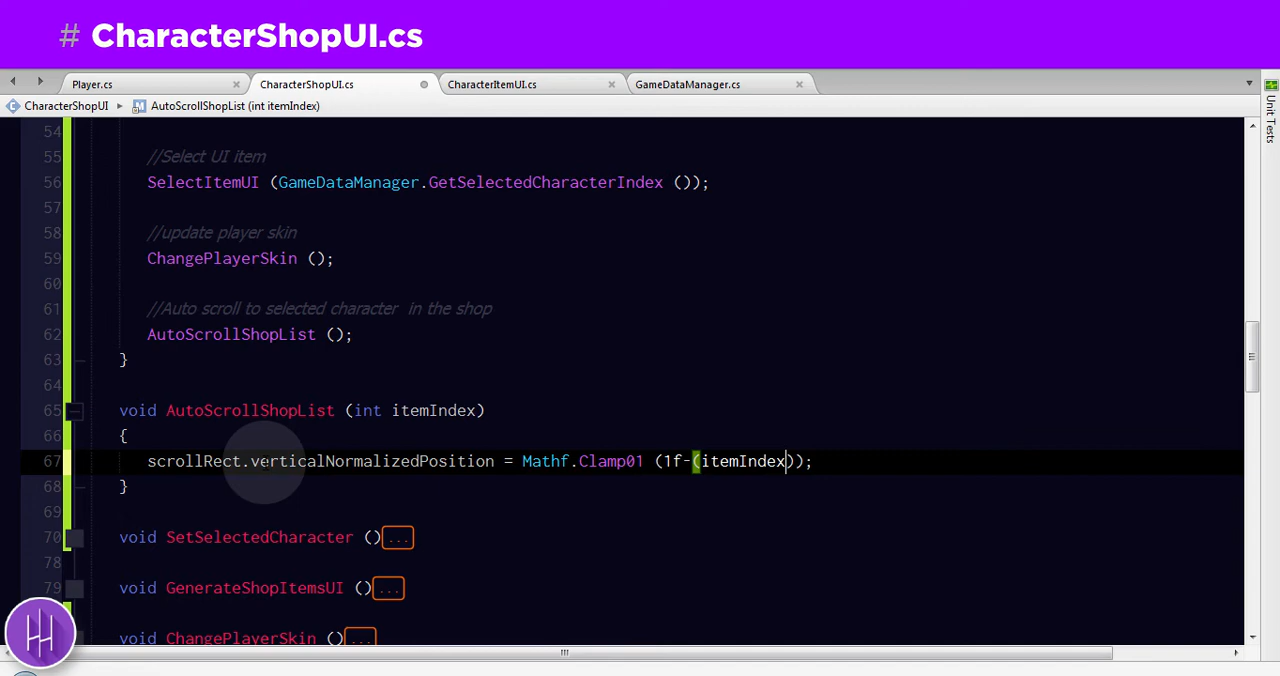 # CharacterShopUI.cs
Player.cs × CharacterShopUI.cs CharacterItemUI.cs × GameDataManager.cs ×
CharacterShopUI ▸ M AutoScrollShopList (int itemIndex)
Unit Tests
54
55 //Select UI item
56 SelectItemUI (GameDataManager.GetSelectedCharacterIndex ());
57
58 //update player skin
59 ChangePlayerSkin ();
60
61 //Auto scroll to selected character  in the shop
62 AutoScrollShopList ();
63 }
64
65 void AutoScrollShopList (int itemIndex)
66 {
67 scrollRect.verticalNormalizedPosition = Mathf.Clamp01 (1f-(itemIndex));
68 }
69
70 void SetSelectedCharacter ()...
78
79 void GenerateShopItemsUI ()...
void ChangePlayerSkin ()...